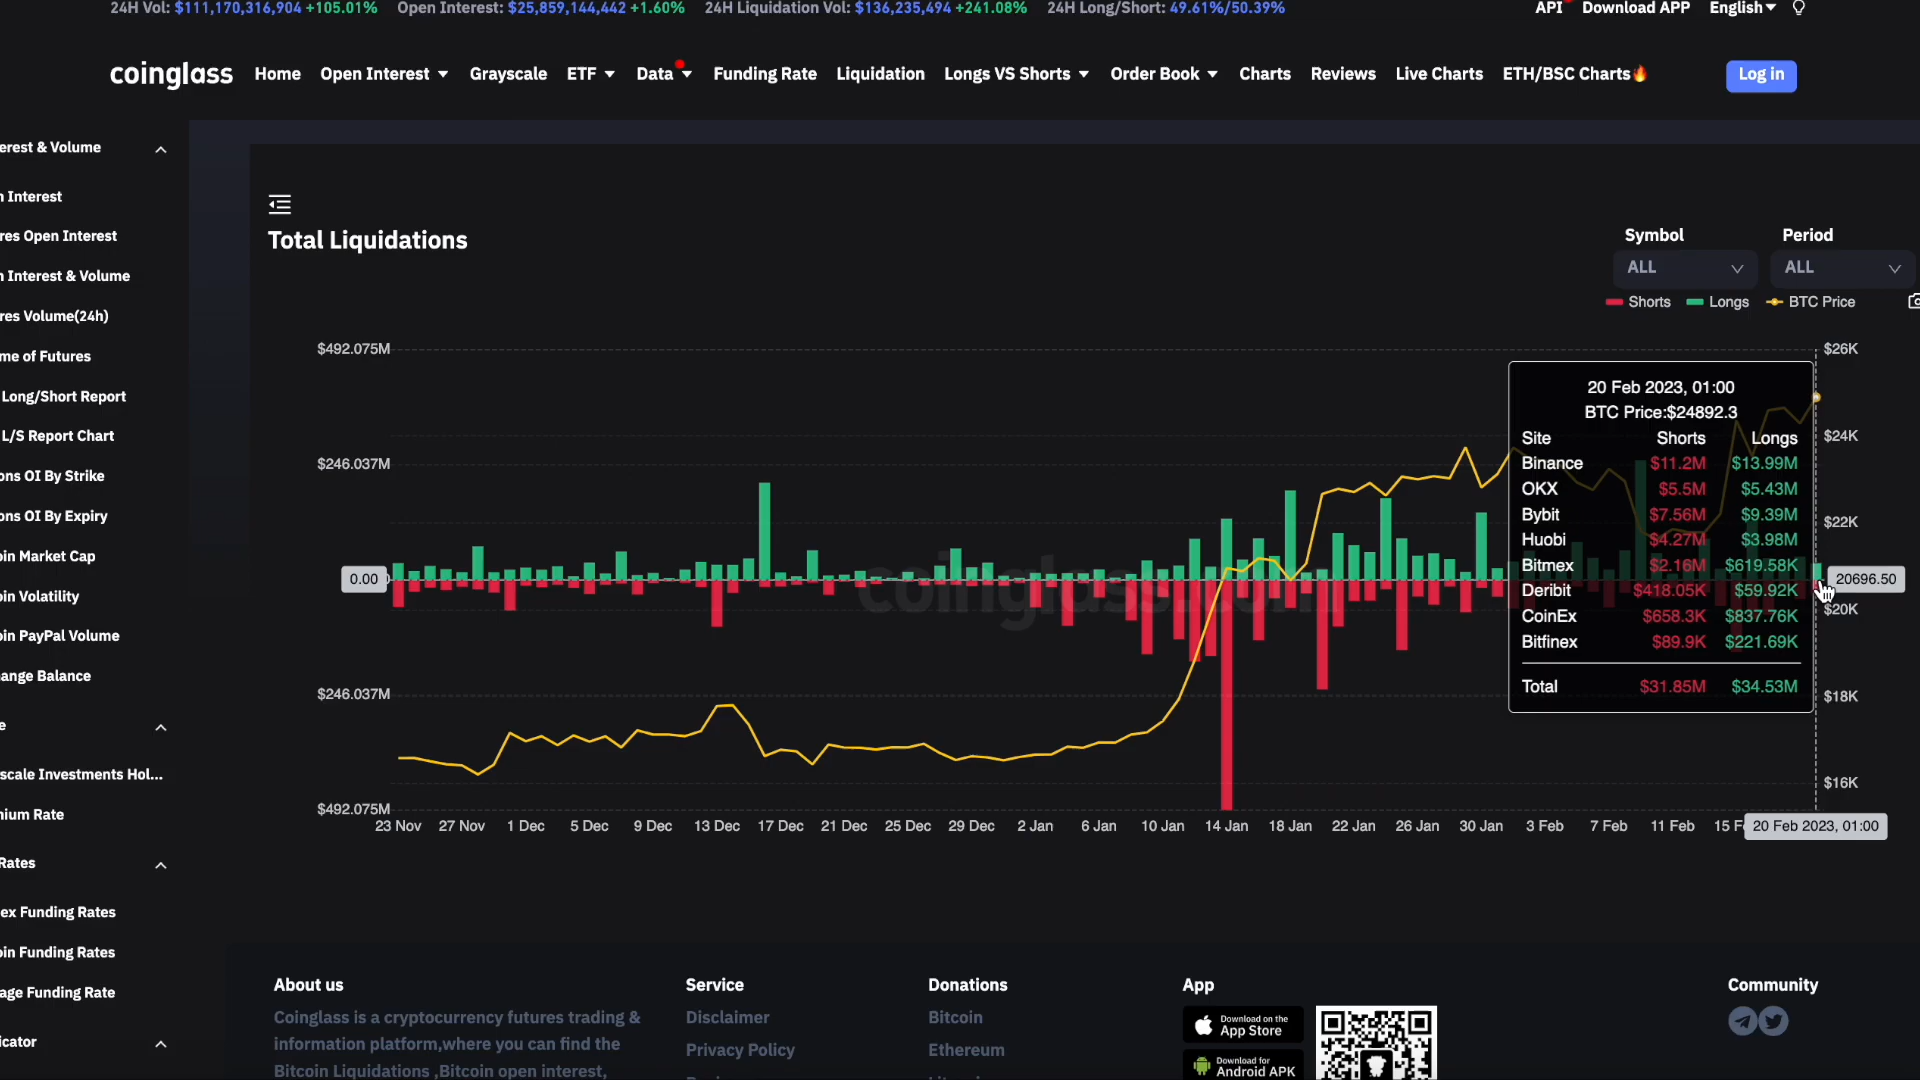 24H Vol: $111,170,316,904 +105.01% Open Interest: $25,859,144,442 +1.60% 24H Liquidation Vol: $136,235,494 +241.08% 24H Long/Short: 49.61%/50.39% API Download APP English
coinglass Home Open Interest Grayscale ETF Data Funding Rate Liquidation Longs VS Shorts Order Book Charts Reviews Live Charts ETH/BSC Charts🔥 Log in
erest & Volume
n Interest
res Open Interest
n Interest & Volume
res Volume(24h)
me of Futures
Long/Short Report
L/S Report Chart
ons OI By Strike
ons OI By Expiry
oin Market Cap
oin Volatility
oin PayPal Volume
ange Balance
e
scale Investments Hol...
nium Rate
Rates
ex Funding Rates
oin Funding Rates
age Funding Rate
icator
Total Liquidations
Symbol Period
ALL ALL
Shorts Longs BTC Price
$492.075M
$246.037M
0.00
$246.037M
$492.075M
$26K
$24K
$22K
20696.50
$20K
$18K
$16K
coinglass.com
20 Feb 2023, 01:00
BTC Price:$24892.3
Site Shorts Longs
Binance $11.2M $13.99M
OKX $5.5M $5.43M
Bybit $7.56M $9.39M
Huobi $4.27M $3.98M
Bitmex $2.16M $619.58K
Deribit $418.05K $59.92K
CoinEx $658.3K $837.76K
Bitfinex $89.9K $221.69K
Total $31.85M $34.53M
23 Nov 27 Nov 1 Dec 5 Dec 9 Dec 13 Dec 17 Dec 21 Dec 25 Dec 29 Dec 2 Jan 6 Jan 10 Jan 14 Jan 18 Jan 22 Jan 26 Jan 30 Jan 3 Feb 7 Feb 11 Feb 15 F 20 Feb 2023, 01:00
About us
Coinglass is a cryptocurrency futures trading &
information platform,where you can find the
Bitcoin Liquidations ,Bitcoin open interest,
Service
Disclaimer
Privacy Policy
Donations
Bitcoin
Ethereum
App
Download on the
App Store
Download for
Android APK
Community